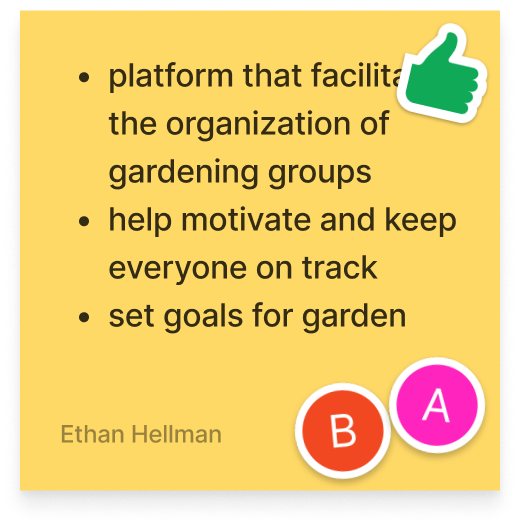 • platform that
the organization of
gardening groups
• help motivate and keep
everyone on track
• set goals for garden
Ethan Hellman
B
A